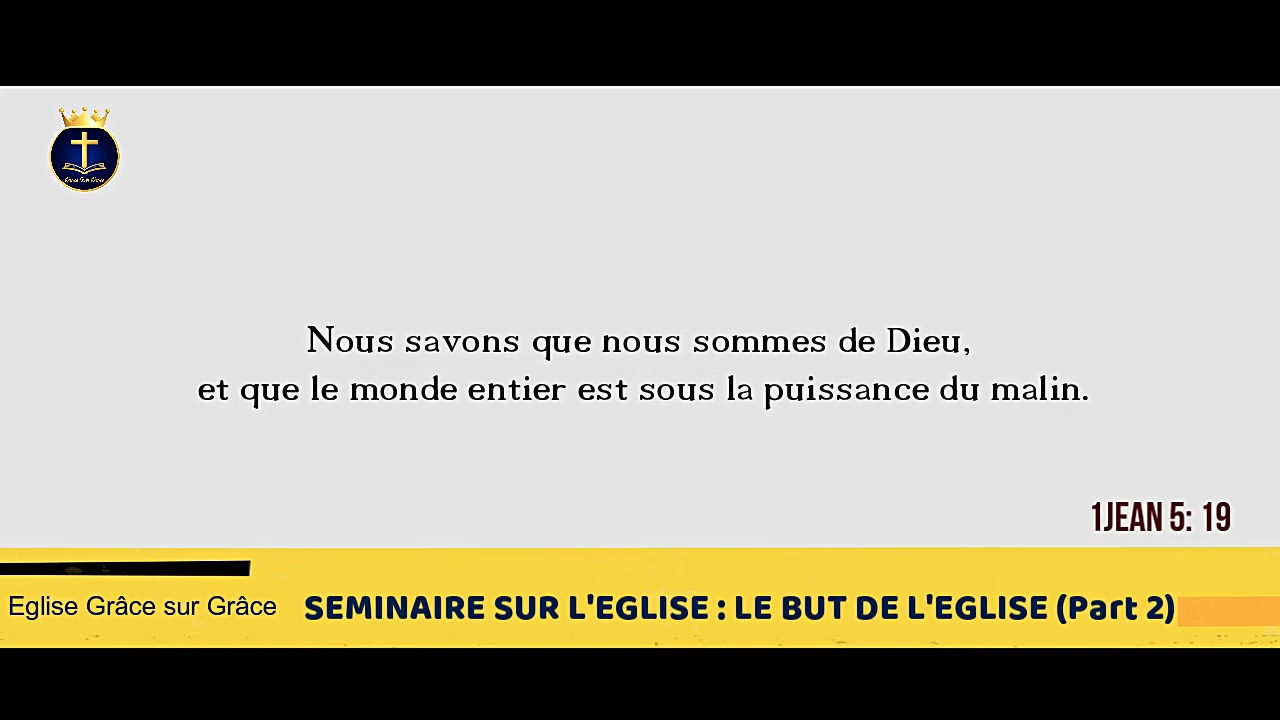 Nous savons que nous sommes de Dieu,
et que le monde entier est sous la puissance du malin.
1JEAN 5: 19
Eglise Grâce sur Grâce
SEMINAIRE SUR L'EGLISE : LE BUT DE L'EGLISE (Part 2)